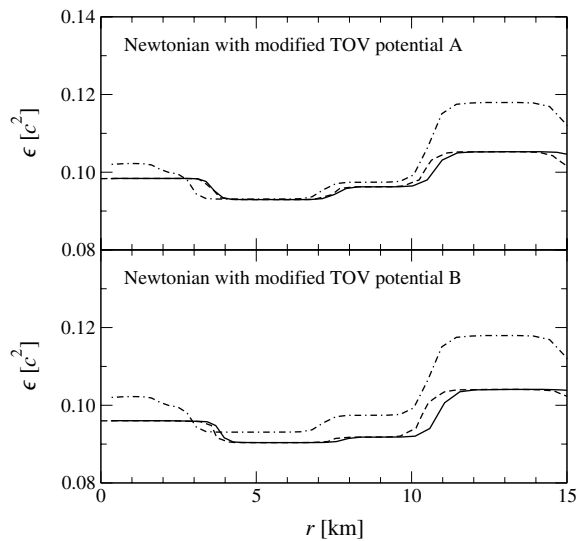 0.14
Newtonian with modified TOV potential A
0.12
ϵ [c²]
0.10
0.08
Newtonian with modified TOV potential B
0.12
ϵ [c²]
0.10
0.08
0 5 10 15
r [km]